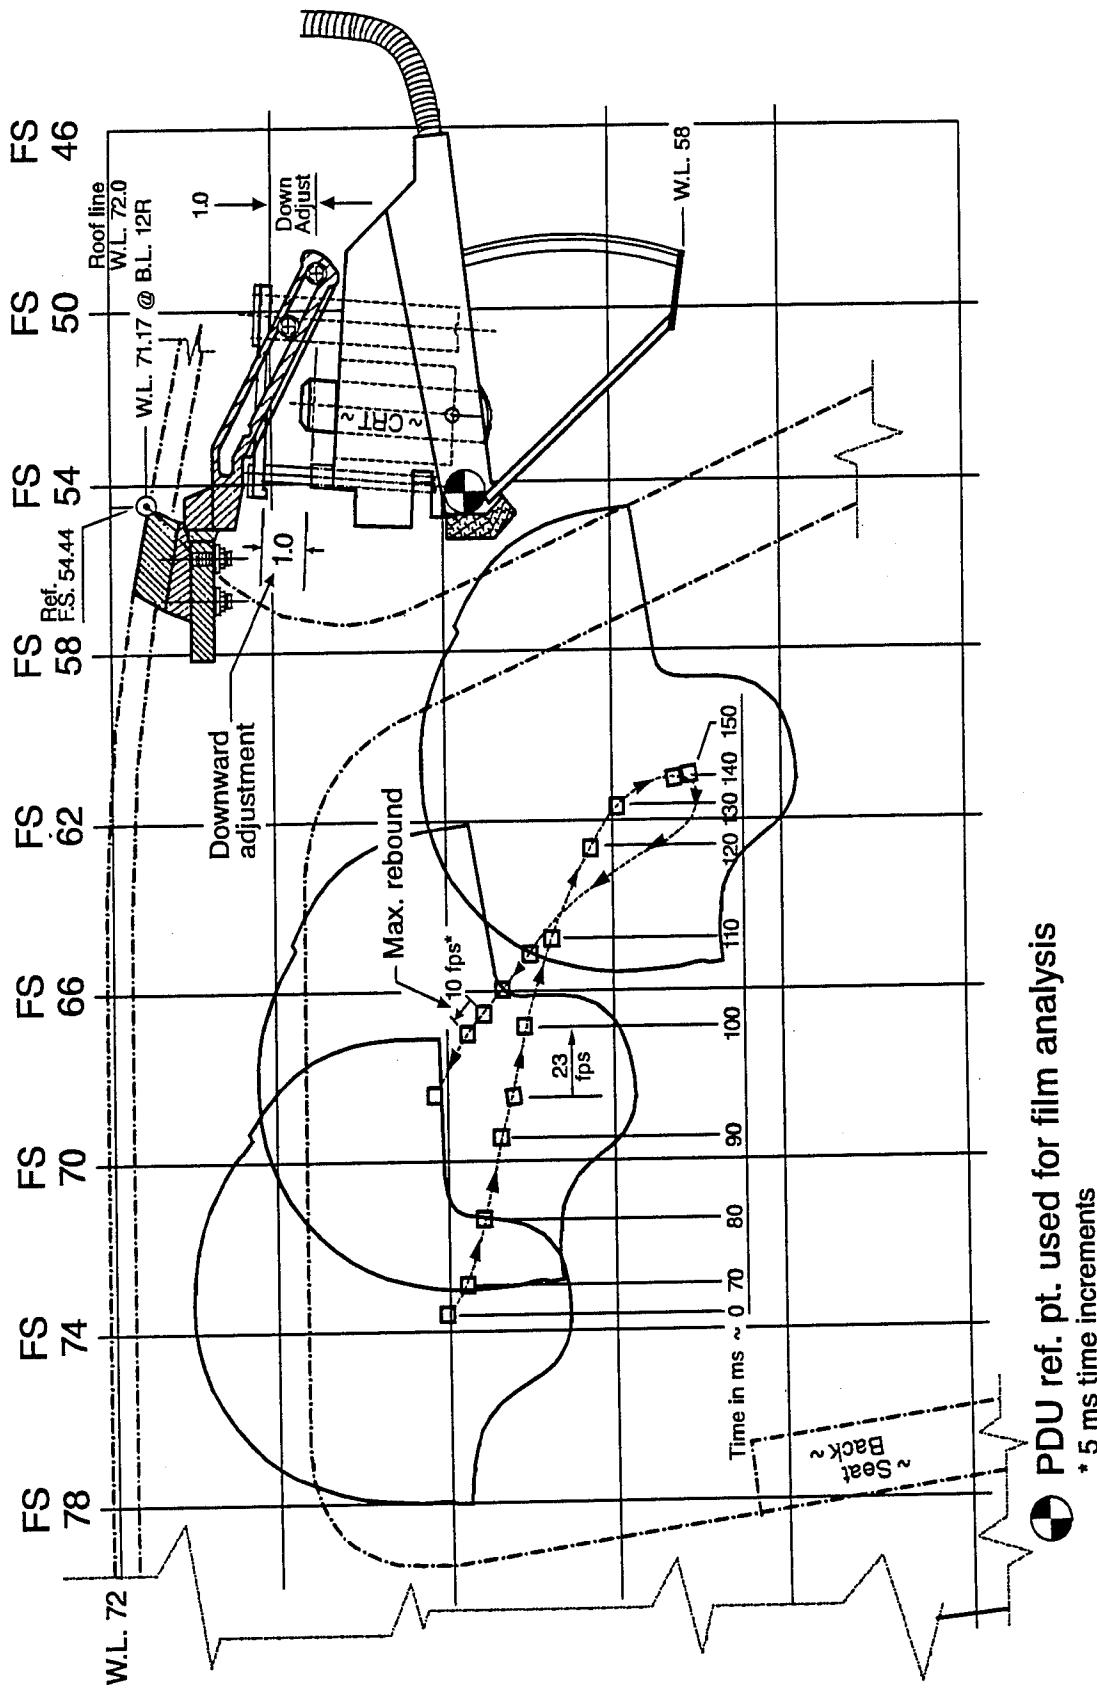 FS
78
FS
74
FS
70
FS
66
FS
62
FS
58
FS
54
FS
50
FS
46
W.L. 72
Ref.
F.S. 54.44
W.L. 71.17 @ B.L. 12R
Roof line
W.L. 72.0
Downward
adjustment
1.0
1.0
Down
Adjust
~ CRT ~
W.L. 58
Max. rebound
10 fps*
23
fps
Time in ms ~ 0
70
80
90
100
110
120
130
140
150
~ Seat
Back ~
PDU ref. pt. used for film analysis
* 5 ms time increments